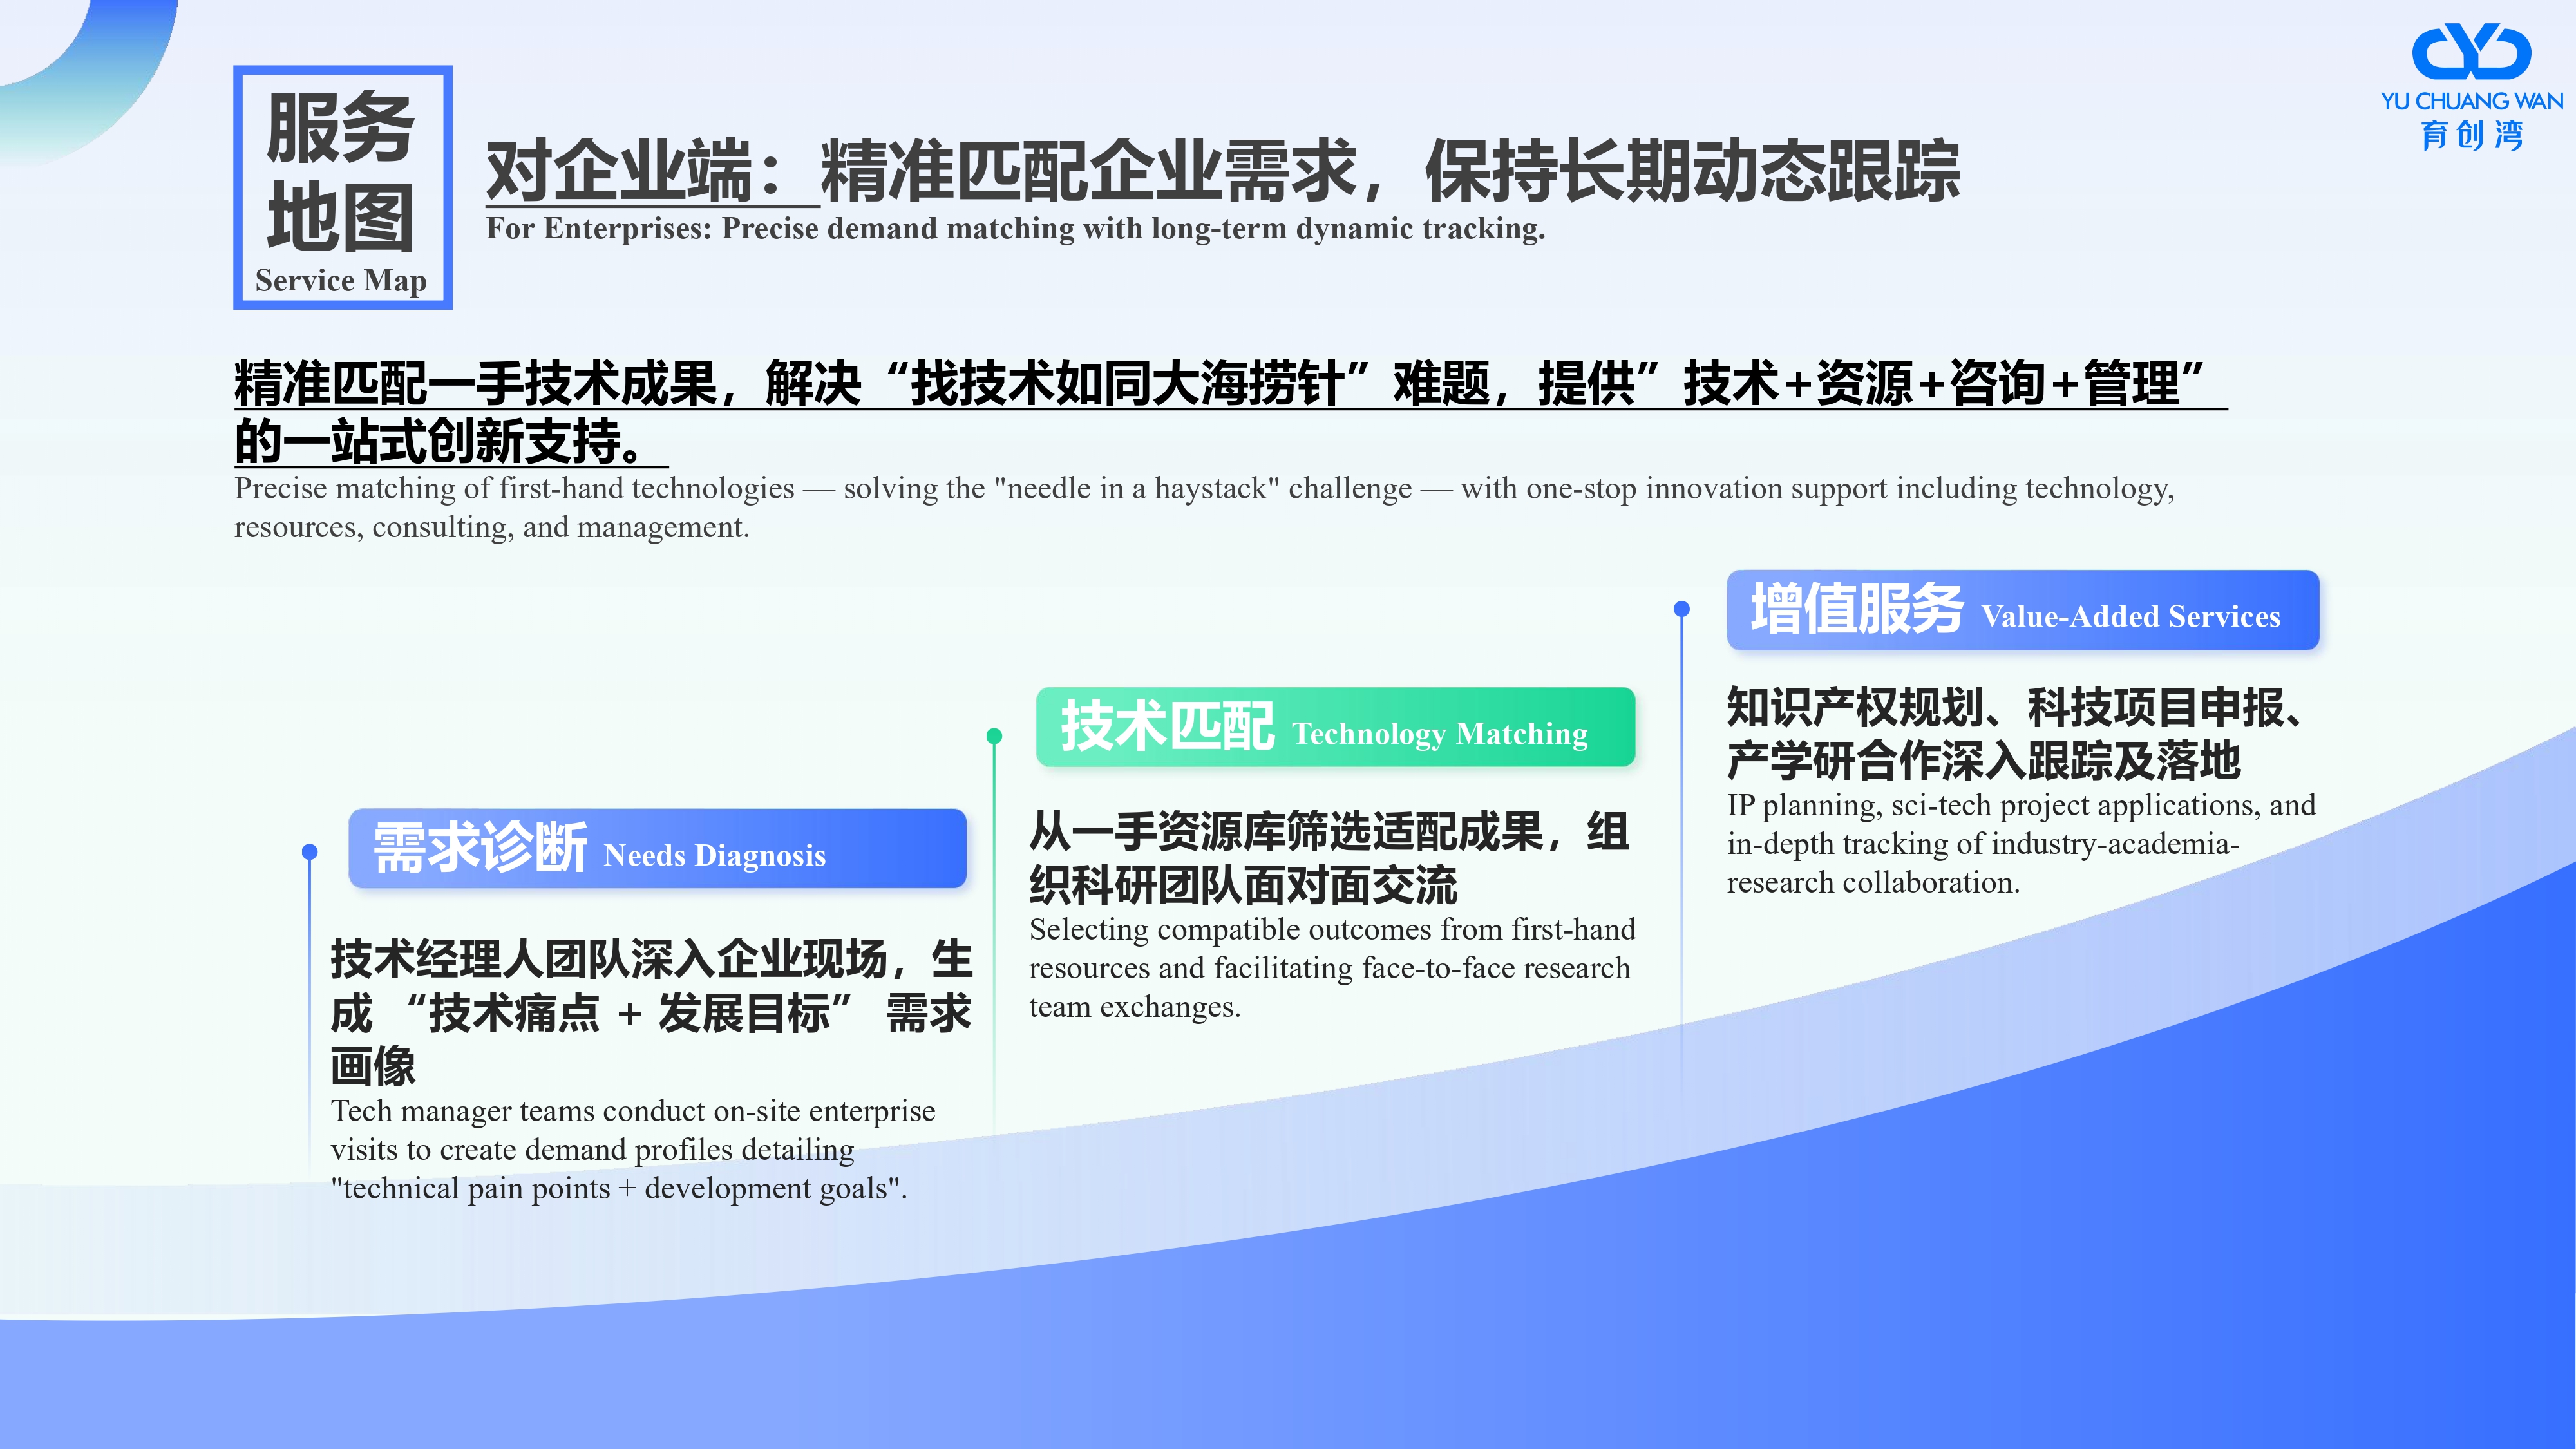 服务
地图
Service Map
对企业端：精准匹配企业需求，保持长期动态跟踪
For Enterprises: Precise demand matching with long-term dynamic tracking.
YU CHUANG WAN
育创湾
精准匹配一手技术成果，解决“找技术如同大海捞针”难题，提供”技术+资源+咨询+管理”
的一站式创新支持。
Precise matching of first-hand technologies — solving the "needle in a haystack" challenge — with one-stop innovation support including technology,
resources, consulting, and management.
需求诊断 Needs Diagnosis
技术经理人团队深入企业现场，生
成 “技术痛点 + 发展目标” 需求
画像
Tech manager teams conduct on-site enterprise
visits to create demand profiles detailing
"technical pain points + development goals".
技术匹配 Technology Matching
从一手资源库筛选适配成果，组
织科研团队面对面交流
Selecting compatible outcomes from first-hand
resources and facilitating face-to-face research
team exchanges.
增值服务 Value-Added Services
知识产权规划、科技项目申报、
产学研合作深入跟踪及落地
IP planning, sci-tech project applications, and
in-depth tracking of industry-academia-
research collaboration.